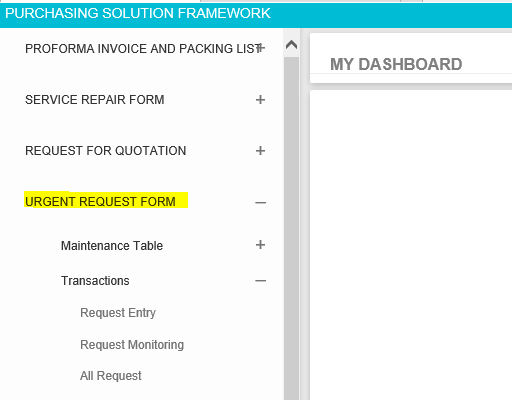 PURCHASING SOLUTION FRAMEWORK
PROFORMA INVOICE AND PACKING LIST +
MY DASHBOARD
SERVICE REPAIR FORM +
REQUEST FOR QUOTATION +
URGENT REQUEST FORM –
Maintenance Table +
Transactions –
Request Entry
Request Monitoring
All Request